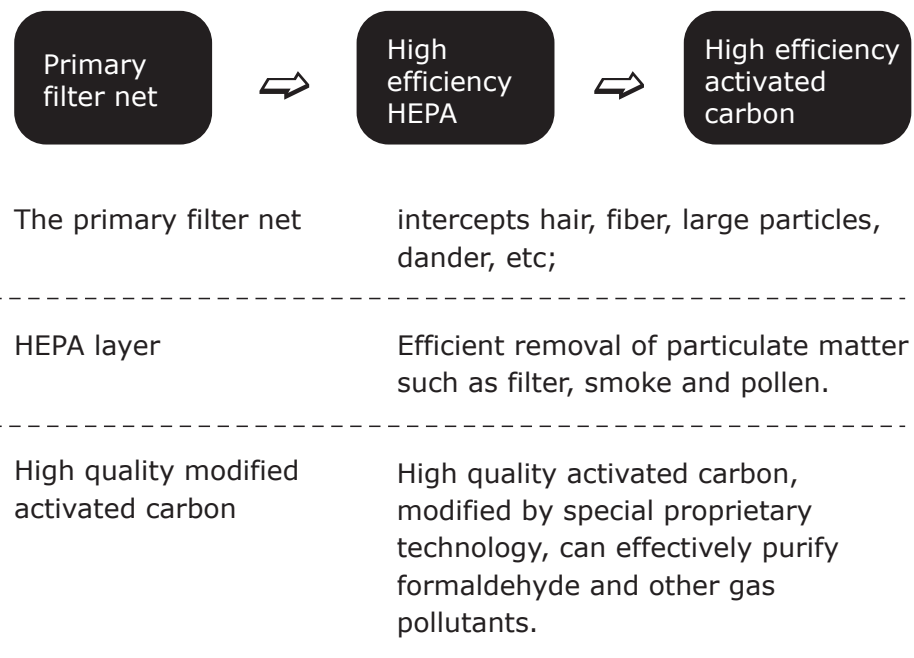 Primary
filter net
High
efficiency
HEPA
High efficiency
activated
carbon
The primary filter net
intercepts hair, fiber, large particles,
dander, etc;
HEPA layer
Efficient removal of particulate matter
such as filter, smoke and pollen.
High quality modified
activated carbon
High quality activated carbon,
modified by special proprietary
technology, can effectively purify
formaldehyde and other gas
pollutants.